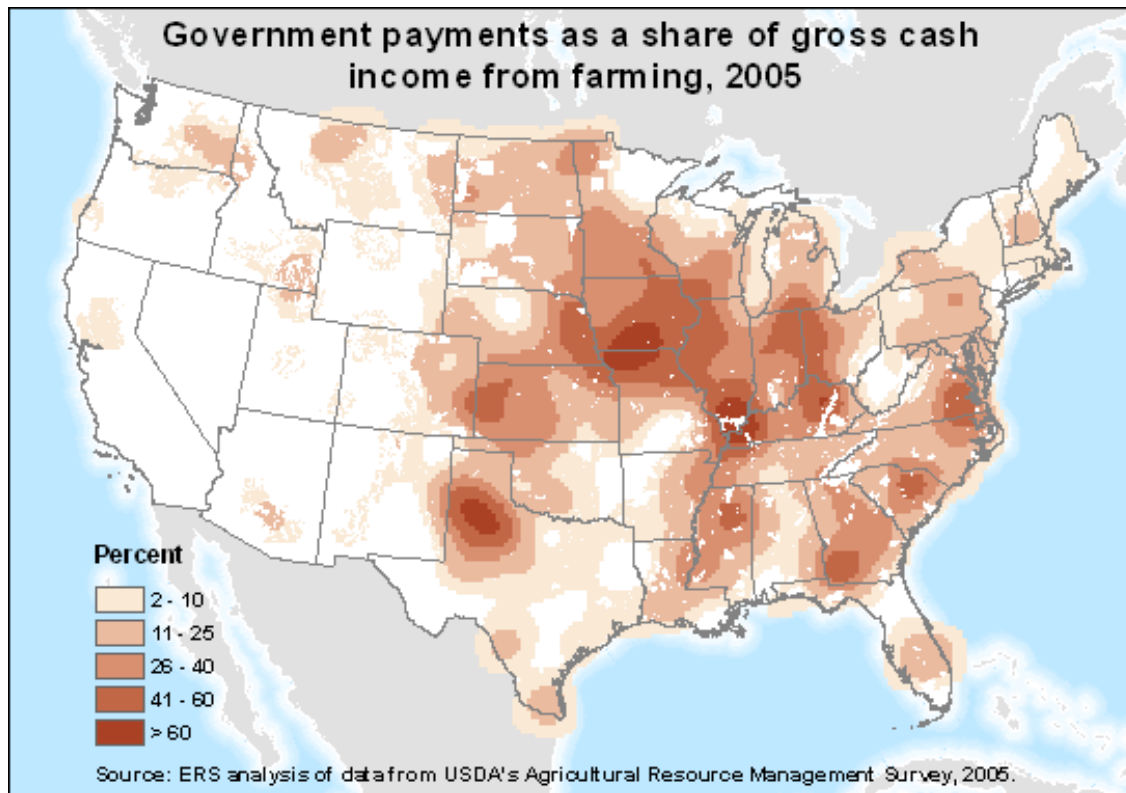 Government payments as a share of gross cash
income from farming, 2005
Percent
2 - 10
11 - 25
26 - 40
41 - 60
> 60
Source: ERS analysis of data from USDA's Agricultural Resource Management Survey, 2005.